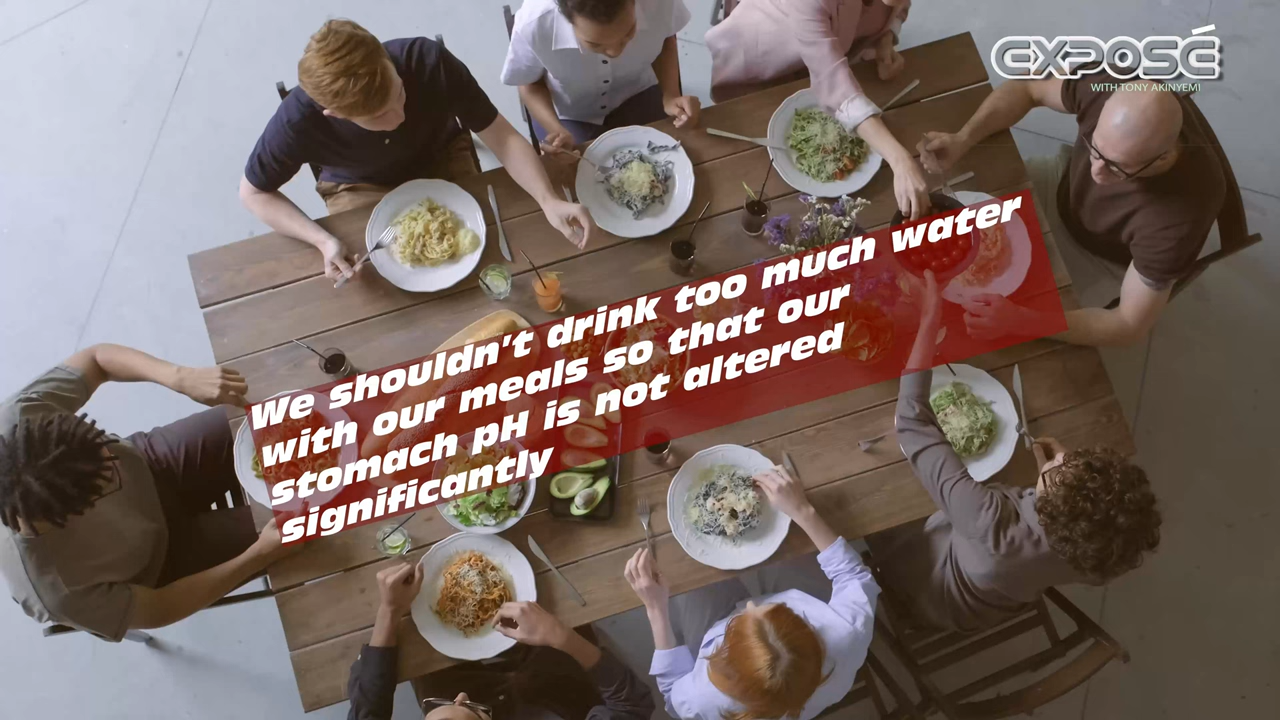 EXPOSÉ
WITH TONY AKINYEMI
We shouldn't drink too much water
with our meals so that our
stomach pH is not altered
significantly